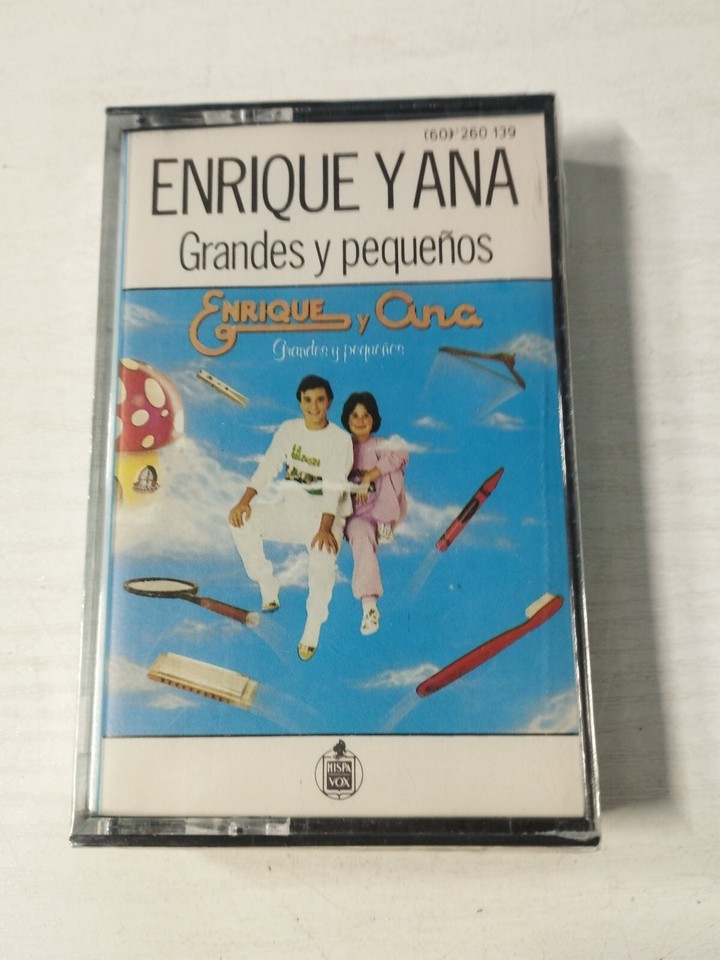 (60) 260 139
ENRIQUE Y ANA
Grandes y pequeños
ENRIQUE y Ana
Grandes y pequeños
HISPA
VOX